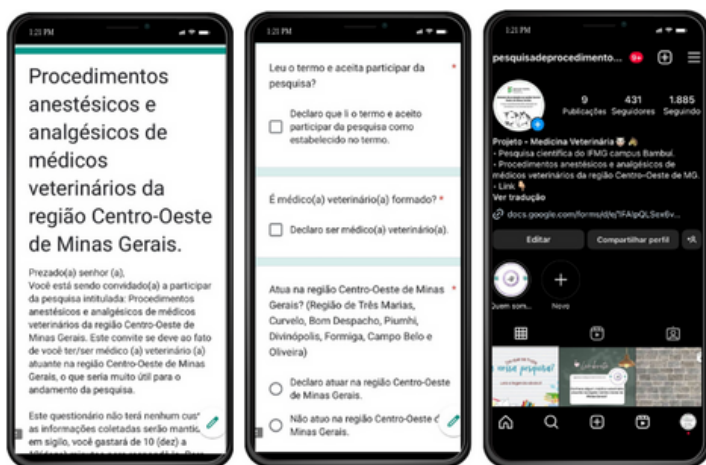 1:21 PM
Procedimentos
anestésicos e
analgésicos de
médicos
veterinários da
região Centro-Oeste
de Minas Gerais.
Prezado(a) senhor (a),
Você está sendo convidado(a) a participar
da pesquisa intitulada: Procedimentos
anestésicos e analgésicos de médicos
veterinários da região Centro-Oeste de
Minas Gerais. Este convite se deve ao fato
de você ter/ser médico (a) veterinário (a)
atuante na região Centro-Oeste de Minas
Gerais, o que seria muito útil para o
andamento da pesquisa.
Este questionário não terá nenhum cus
as informações coletadas serão mantic
em sigilo, você gastará de 10 (dez) a
1:21 PM
Leu o termo e aceita participar da *
pesquisa?
Declaro que li o termo e aceito
participar da pesquisa como
estabelecido no termo.
É médico(a) veterinário(a) formado? *
Declaro ser médico(a) veterinário(a).
Atua na região Centro-Oeste de Minas *
Gerais? (Região de Três Marias,
Curvelo, Bom Despacho, Piumhi,
Divinópolis, Formiga, Campo Belo e
Oliveira)
Declaro atuar na região Centro-Oeste
de Minas Gerais.
Não atuo na região Centro-Oeste
Minas Gerais.
1:21 PM
pesquisadeprocedimento... 9+
9 431 1.885
Publicações Seguidores Seguindo
Projeto - Medicina Veterinária
- Pesquisa científica do IFMG campus Bambuí.
- Procedimentos anestésicos e analgésicos de
médicos veterinários da região Centro-Oeste de MG.
- Link
Ver tradução
Editar Compartilhar perfil
Quem som... Novo
nossa pesquisa?